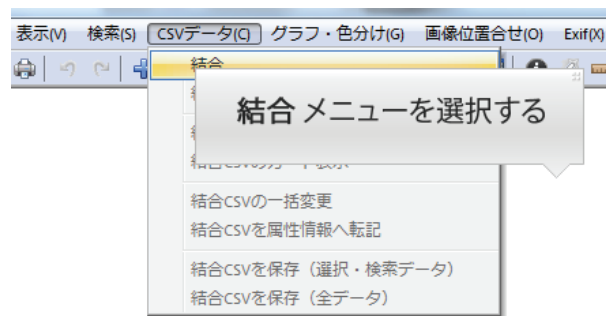 表示(V) 検索(S) CSVデータ(C) グラフ・色分け(G) 画像位置合せ(O) Exif(X)
結合
結合 メニューを選択する
結合CSVの一括変更
結合CSVを属性情報へ転記
結合CSVを保存（選択・検索データ）
結合CSVを保存（全データ）